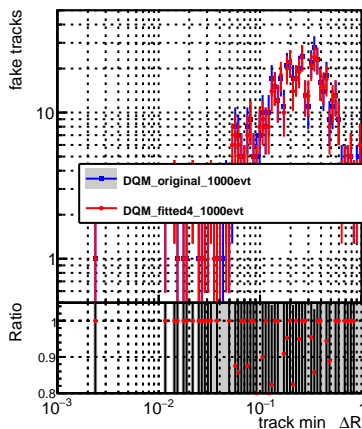 fake tracks
10
1
DQM_original_1000evt
DQM_fitted4_1000evt
Ratio
1
0.9
0.8
10⁻³ 10⁻² 10⁻¹ 1
track min ΔR